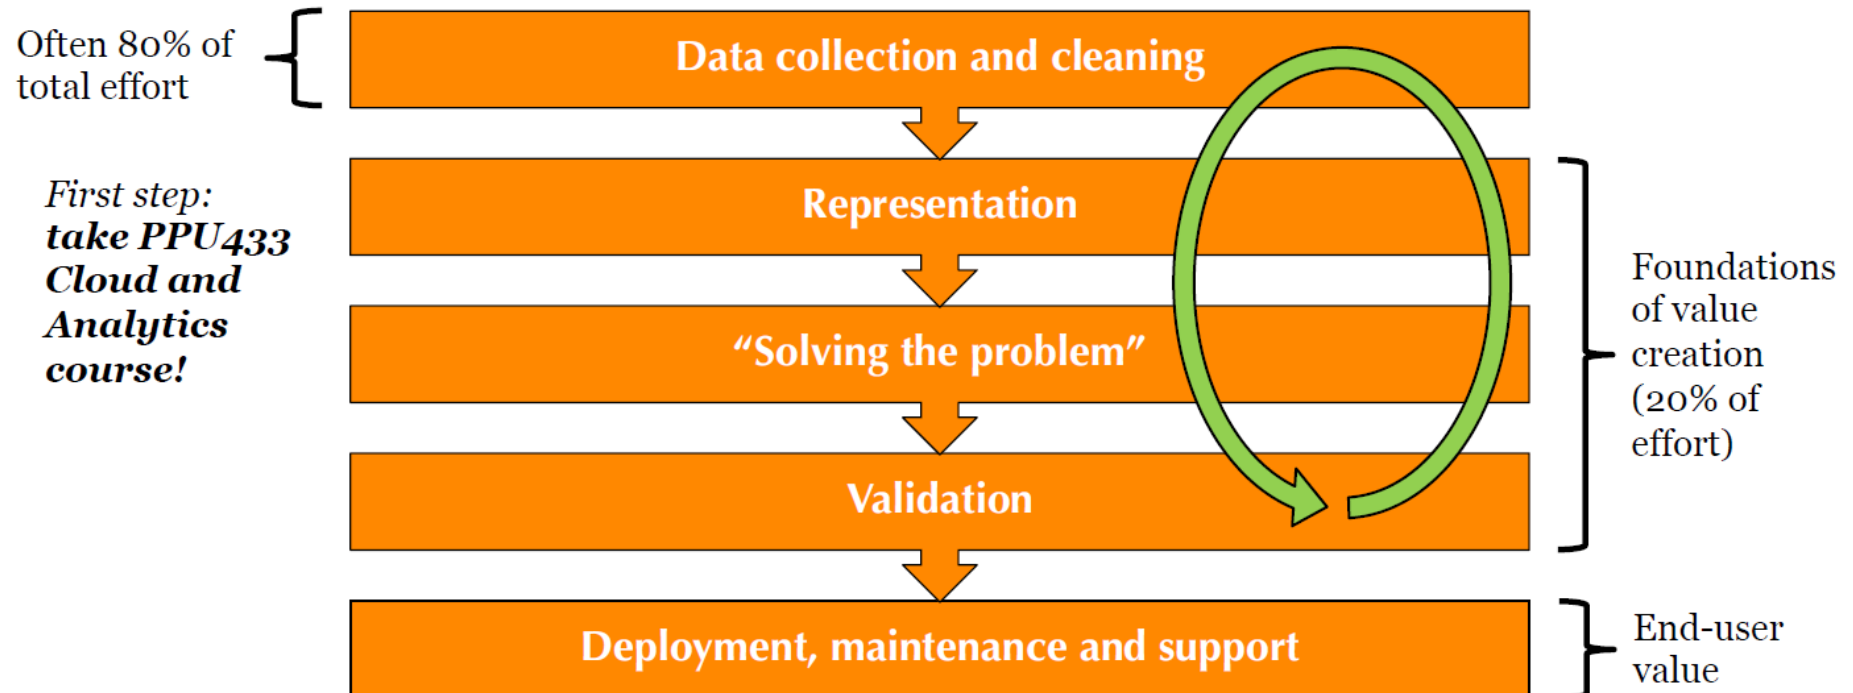 Often 80% of
total effort
Data collection and cleaning
First step:
take PPU433
Cloud and
Analytics
course!
Representation
“Solving the problem”
Validation
Foundations
of value
creation
(20% of
effort)
Deployment, maintenance and support
End-user
value